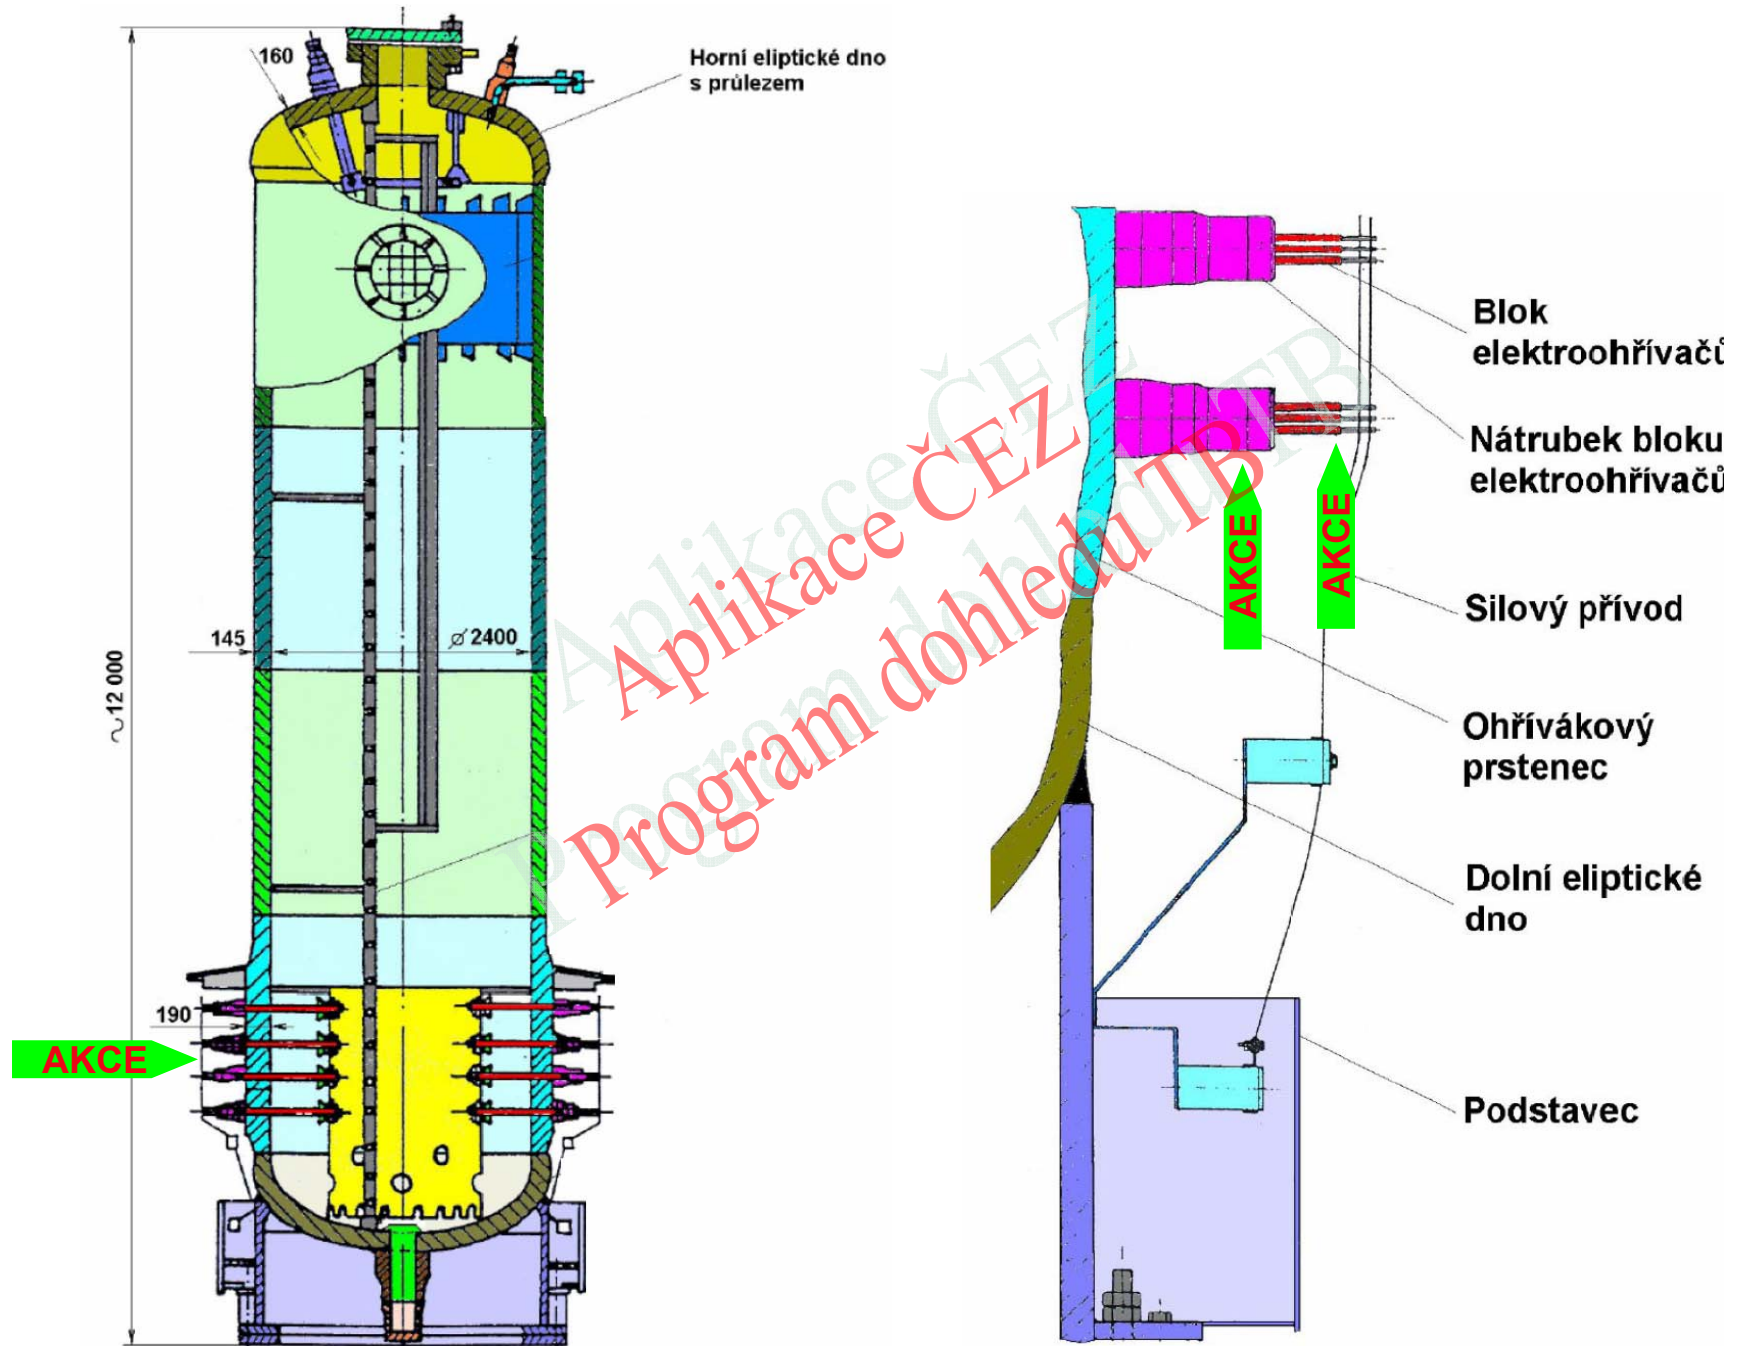 160
Horní eliptické dno
s průlezem
Blok
elektroohřívačů
Nátrubek bloku
elektroohřívačů
AKCE
AKCE
Silový přívod
145
⌀ 2400
~12 000
Aplikace ČEZ
Program dohledu TB
Ohřívákový
prstenec
Dolní eliptické
dno
190
AKCE
Podstavec